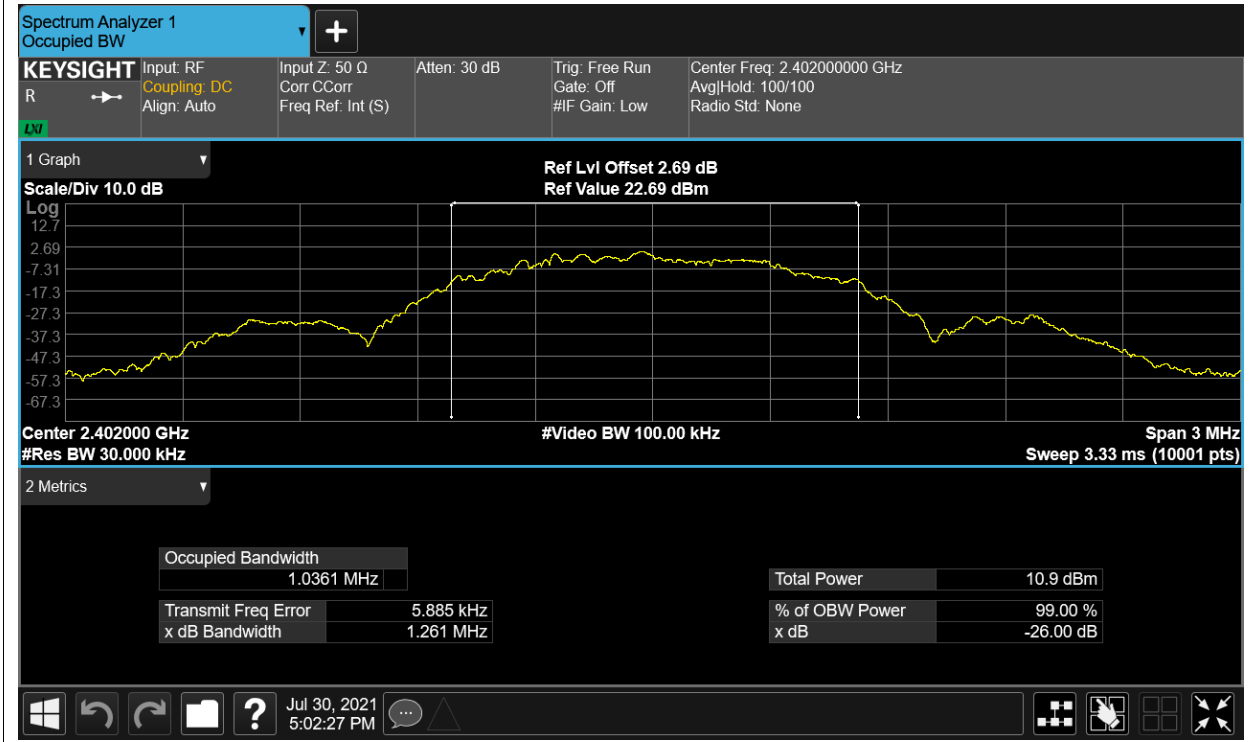 Spectrum Analyzer 1
Occupied BW
KEYSIGHT
R
LXI
Input: RF
Coupling: DC
Align: Auto
Input Z: 50 Ω
Corr CCorr
Freq Ref: Int (S)
Atten: 30 dB
Trig: Free Run
Gate: Off
#IF Gain: Low
Center Freq: 2.402000000 GHz
Avg|Hold: 100/100
Radio Std: None
1 Graph
Scale/Div 10.0 dB
Ref Lvl Offset 2.69 dB
Ref Value 22.69 dBm
Log
12.7
2.69
-7.31
-17.3
-27.3
-37.3
-47.3
-57.3
-67.3
Center 2.402000 GHz
#Res BW 30.000 kHz
#Video BW 100.00 kHz
Span 3 MHz
Sweep 3.33 ms (10001 pts)
2 Metrics
Occupied Bandwidth
1.0361 MHz
Transmit Freq Error 5.885 kHz
x dB Bandwidth 1.261 MHz
Total Power 10.9 dBm
% of OBW Power 99.00 %
x dB -26.00 dB
?
Jul 30, 2021
5:02:27 PM